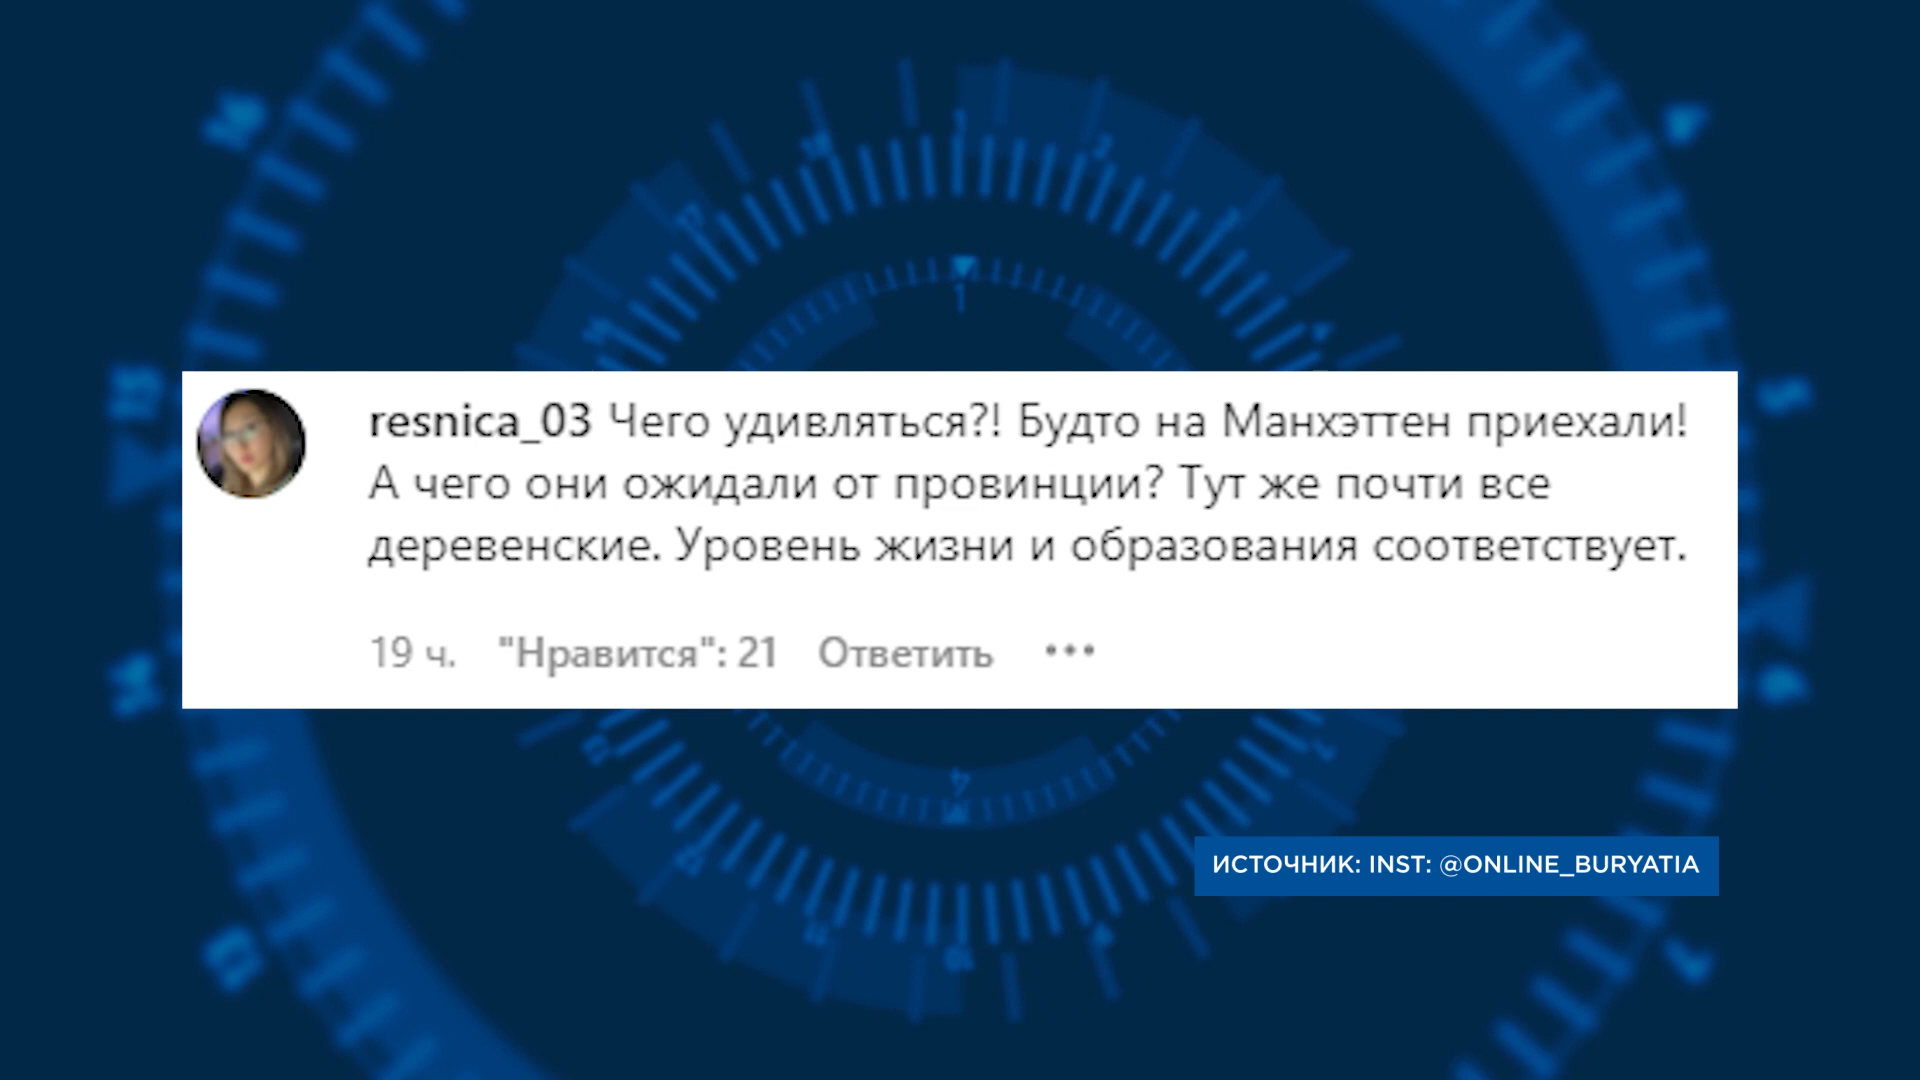 resnica_03 Чего удивляться?! Будто на Манхэттен приехали!
А чего они ожидали от провинции? Тут же почти все
деревенские. Уровень жизни и образования соответствует.
19 ч. "Нравится": 21 Ответить •••
ИСТОЧНИК: INST: @ONLINE_BURYATIA